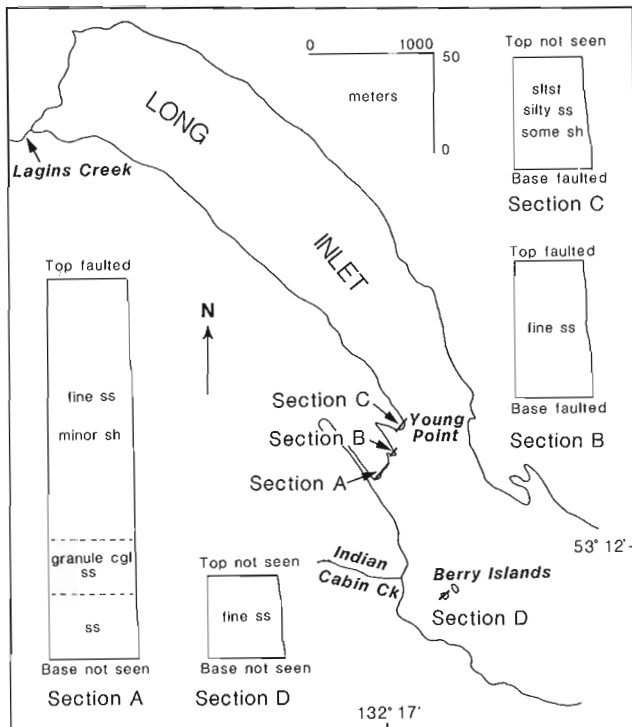 0 1000
50
meters
0
Top not seen
sltst
silty ss
some sh
Base faulted
Section C
LONG
INLET
Lagins Creek
Top faulted
fine ss
minor sh
granule cgl
ss
ss
Base not seen
Section A
N
Top faulted
fine ss
Base faulted
Section B
Section C
Young
Point
Section B
Section A
53° 12'
Indian
Cabin Ck
Berry Islands
Section D
Top not seen
fine ss
Base not seen
Section D
132° 17'